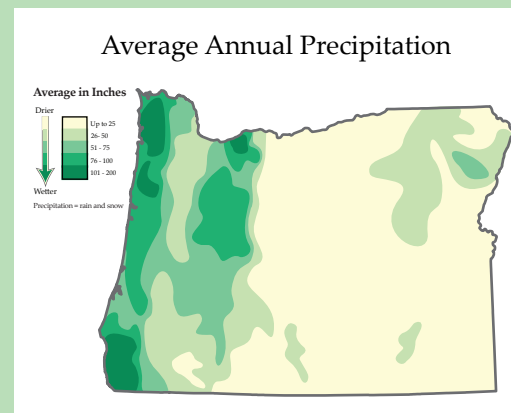 Average Annual Precipitation
Average in Inches
Drier
Up to 25
26- 50
51 - 75
76 - 100
101 - 200
Wetter
Precipitation = rain and snow